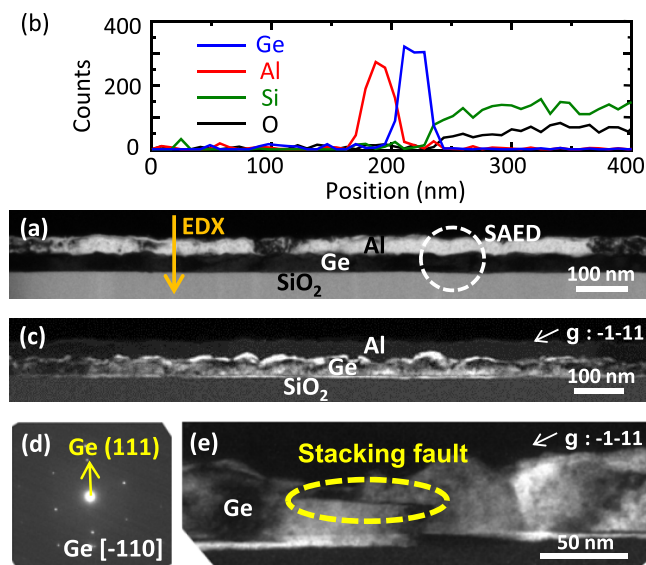 (b)
400
200
0
Counts
Ge
Al
Si
O
0 100 200 300 400
Position (nm)
(a)
EDX
SAED
Al
Ge
SiO2
100 nm
(c)
g : -1-11
Al
Ge
SiO2
100 nm
(d)
Ge (111)
Ge [-110]
(e)
g : -1-11
Stacking fault
Ge
50 nm